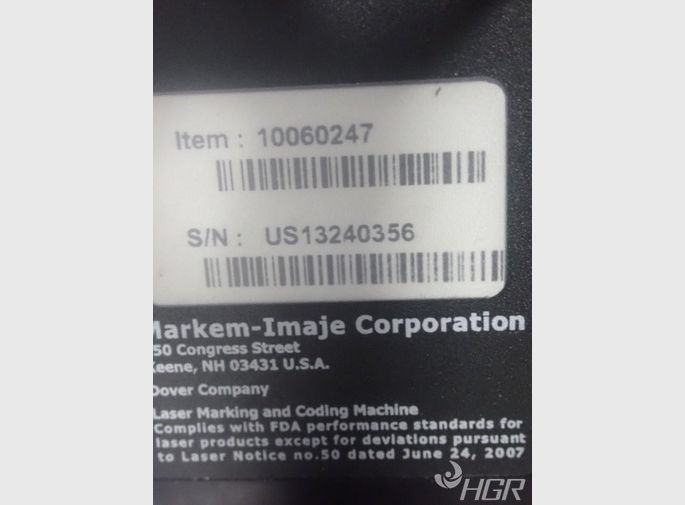 Item : 10060247
S/N : US13240356
Markem-Imaje Corporation
50 Congress Street
Keene, NH 03431 U.S.A.
Dover Company
Laser Marking and Coding Machine
Complies with FDA performance standards for
laser products except for deviations pursuant
to Laser Notice no.50 dated June 24, 2007
HGR